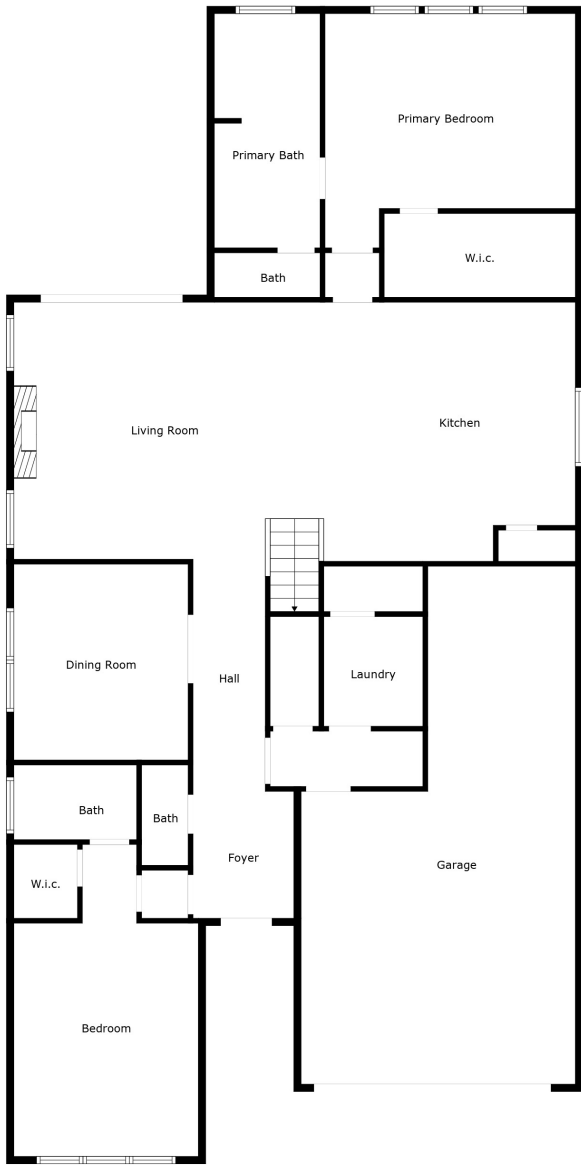 Primary Bedroom
Primary Bath
W.i.c.
Bath
Living Room
Kitchen
Dining Room
Hall
Laundry
Bath
Bath
Foyer
Garage
W.i.c.
Bedroom